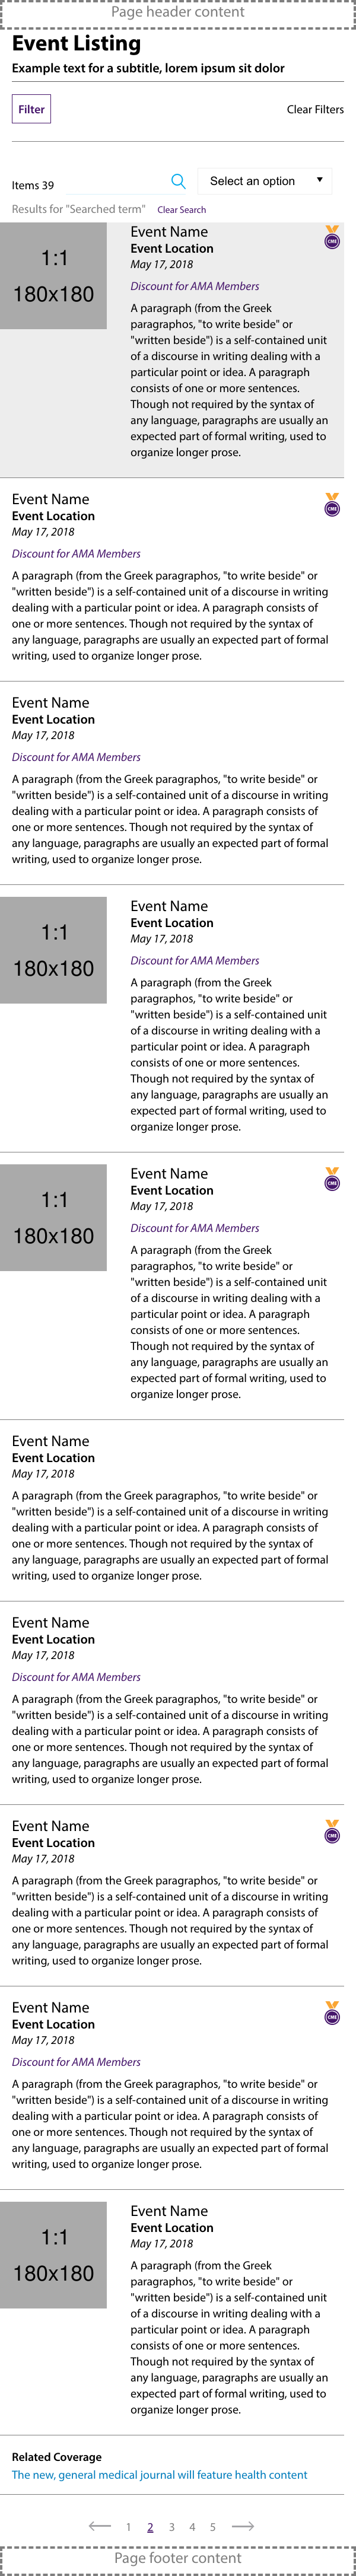 Page header content
Event Listing
Example text for a subtitle, lorem ipsum sit dolor
Filter
Clear Filters
Items 39
Select an option
Results for "Searched term" Clear Search
1:1
180x180
Event Name
CME
Event Location
May 17, 2018
Discount for AMA Members
A paragraph (from the Greek
paragraphos, "to write beside" or
"written beside") is a self-contained unit
of a discourse in writing dealing with a
particular point or idea. A paragraph
consists of one or more sentences.
Though not required by the syntax of
any language, paragraphs are usually an
expected part of formal writing, used to
organize longer prose.
Event Name
CME
Event Location
May 17, 2018
Discount for AMA Members
A paragraph (from the Greek paragraphos, "to write beside" or
"written beside") is a self-contained unit of a discourse in writing
dealing with a particular point or idea. A paragraph consists of
one or more sentences. Though not required by the syntax of
any language, paragraphs are usually an expected part of formal
writing, used to organize longer prose.
Event Name
Event Location
May 17, 2018
Discount for AMA Members
A paragraph (from the Greek paragraphos, "to write beside" or
"written beside") is a self-contained unit of a discourse in writing
dealing with a particular point or idea. A paragraph consists of
one or more sentences. Though not required by the syntax of
any language, paragraphs are usually an expected part of formal
writing, used to organize longer prose.
1:1
180x180
Event Name
Event Location
May 17, 2018
Discount for AMA Members
A paragraph (from the Greek
paragraphos, "to write beside" or
"written beside") is a self-contained unit
of a discourse in writing dealing with a
particular point or idea. A paragraph
consists of one or more sentences.
Though not required by the syntax of
any language, paragraphs are usually an
expected part of formal writing, used to
organize longer prose.
1:1
180x180
Event Name
CME
Event Location
May 17, 2018
Discount for AMA Members
A paragraph (from the Greek
paragraphos, "to write beside" or
"written beside") is a self-contained unit
of a discourse in writing dealing with a
particular point or idea. A paragraph
consists of one or more sentences.
Though not required by the syntax of
any language, paragraphs are usually an
expected part of formal writing, used to
organize longer prose.
Event Name
Event Location
May 17, 2018
A paragraph (from the Greek paragraphos, "to write beside" or
"written beside") is a self-contained unit of a discourse in writing
dealing with a particular point or idea. A paragraph consists of
one or more sentences. Though not required by the syntax of
any language, paragraphs are usually an expected part of formal
writing, used to organize longer prose.
Event Name
Event Location
May 17, 2018
Discount for AMA Members
A paragraph (from the Greek paragraphos, "to write beside" or
"written beside") is a self-contained unit of a discourse in writing
dealing with a particular point or idea. A paragraph consists of
one or more sentences. Though not required by the syntax of
any language, paragraphs are usually an expected part of formal
writing, used to organize longer prose.
Event Name
CME
Event Location
May 17, 2018
A paragraph (from the Greek paragraphos, "to write beside" or
"written beside") is a self-contained unit of a discourse in writing
dealing with a particular point or idea. A paragraph consists of
one or more sentences. Though not required by the syntax of
any language, paragraphs are usually an expected part of formal
writing, used to organize longer prose.
Event Name
CME
Event Location
May 17, 2018
Discount for AMA Members
A paragraph (from the Greek paragraphos, "to write beside" or
"written beside") is a self-contained unit of a discourse in writing
dealing with a particular point or idea. A paragraph consists of
one or more sentences. Though not required by the syntax of
any language, paragraphs are usually an expected part of formal
writing, used to organize longer prose.
1:1
180x180
Event Name
Event Location
May 17, 2018
A paragraph (from the Greek
paragraphos, "to write beside" or
"written beside") is a self-contained unit
of a discourse in writing dealing with a
particular point or idea. A paragraph
consists of one or more sentences.
Though not required by the syntax of
any language, paragraphs are usually an
expected part of formal writing, used to
organize longer prose.
Related Coverage
The new, general medical journal will feature health content
1 2 3 4 5
Page footer content